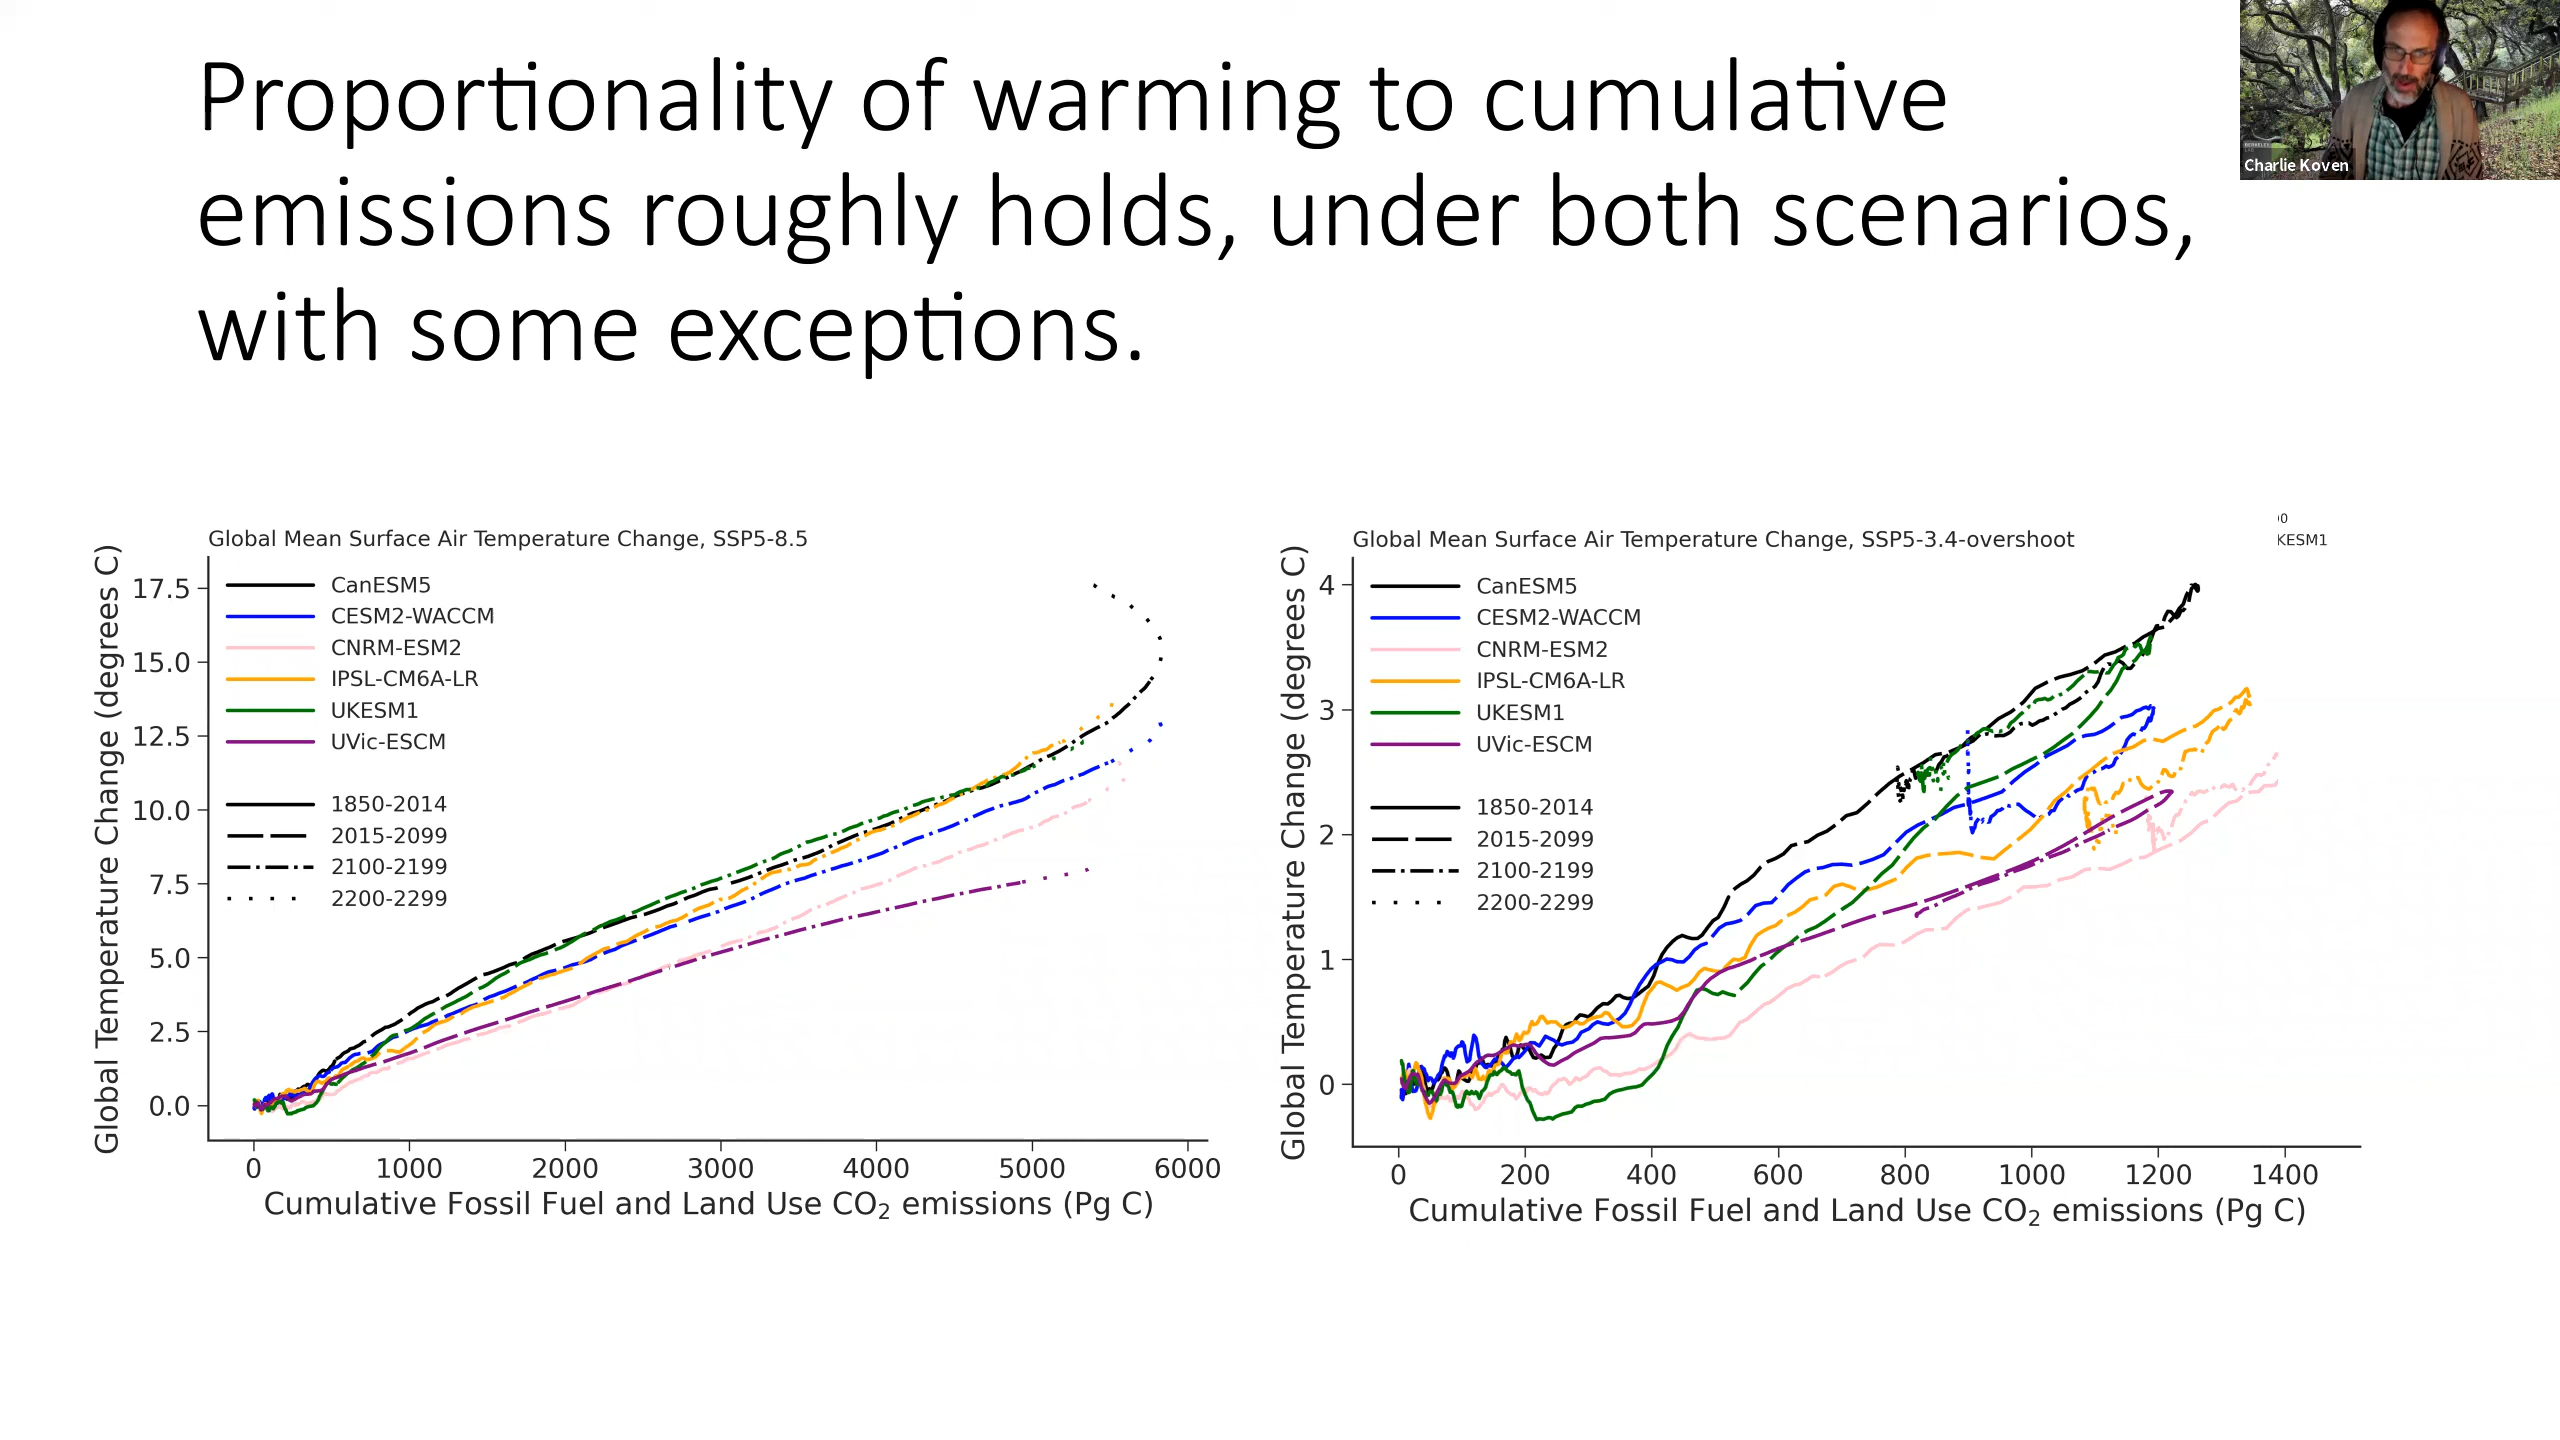 Proportionality of warming to cumulative
emissions roughly holds, under both scenarios,
with some exceptions.
Charlie Koven
Global Mean Surface Air Temperature Change, SSP5-8.5
Global Temperature Change (degrees C)
17.5
15.0
12.5
10.0
7.5
5.0
2.5
0.0
CanESM5
CESM2-WACCM
CNRM-ESM2
IPSL-CM6A-LR
UKESM1
UVic-ESCM
1850-2014
2015-2099
2100-2199
2200-2299
0 1000 2000 3000 4000 5000 6000
Cumulative Fossil Fuel and Land Use CO₂ emissions (Pg C)
Global Mean Surface Air Temperature Change, SSP5-3.4-overshoot
Global Temperature Change (degrees C)
4
3
2
1
0
CanESM5
CESM2-WACCM
CNRM-ESM2
IPSL-CM6A-LR
UKESM1
UVic-ESCM
1850-2014
2015-2099
2100-2199
2200-2299
0 200 400 600 800 1000 1200 1400
Cumulative Fossil Fuel and Land Use CO₂ emissions (Pg C)
KESM1